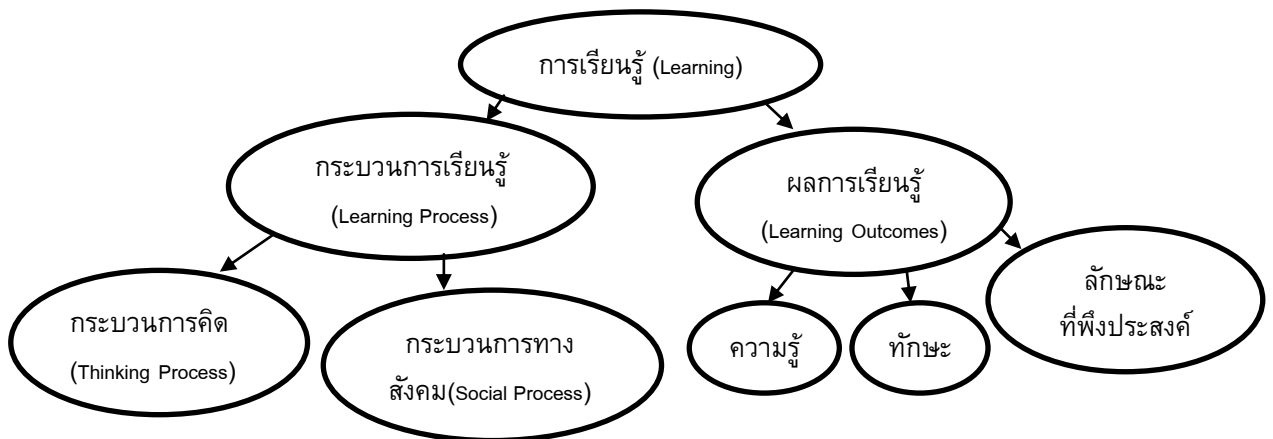 การเรียนรู้ (Learning)
กระบวนการเรียนรู้
(Learning Process)
ผลการเรียนรู้
(Learning Outcomes)
กระบวนการคิด
(Thinking Process)
กระบวนการทาง
สังคม(Social Process)
ความรู้
ทักษะ
ลักษณะ
ที่พึงประสงค์